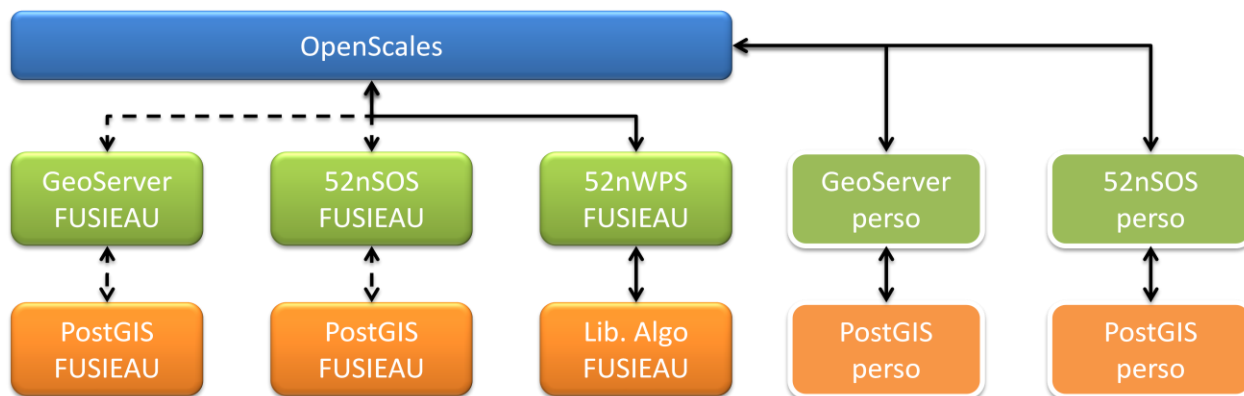 OpenScales
GeoServer
FUSIEAU
52nSOS
FUSIEAU
52nWPS
FUSIEAU
GeoServer
perso
52nSOS
perso
PostGIS
FUSIEAU
PostGIS
FUSIEAU
Lib. Algo
FUSIEAU
PostGIS
perso
PostGIS
perso